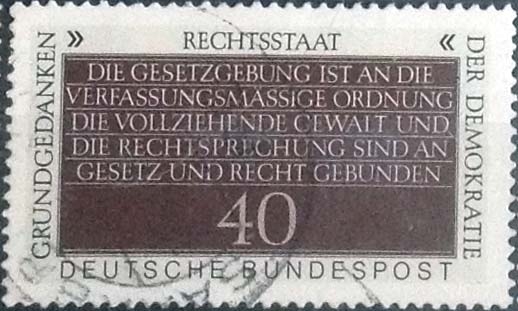 GRUNDGEDANKEN
» RECHTSSTAAT «
DER DEMOKRATIE
DIE GESETZGEBUNG IST AN DIE
VERFASSUNGSMÄSSIGE ORDNUNG
DIE VOLLZIEHENDE GEWALT UND
DIE RECHTSPRECHUNG SIND AN
GESETZ UND RECHT GEBUNDEN
40
DEUTSCHE BUNDESPOST